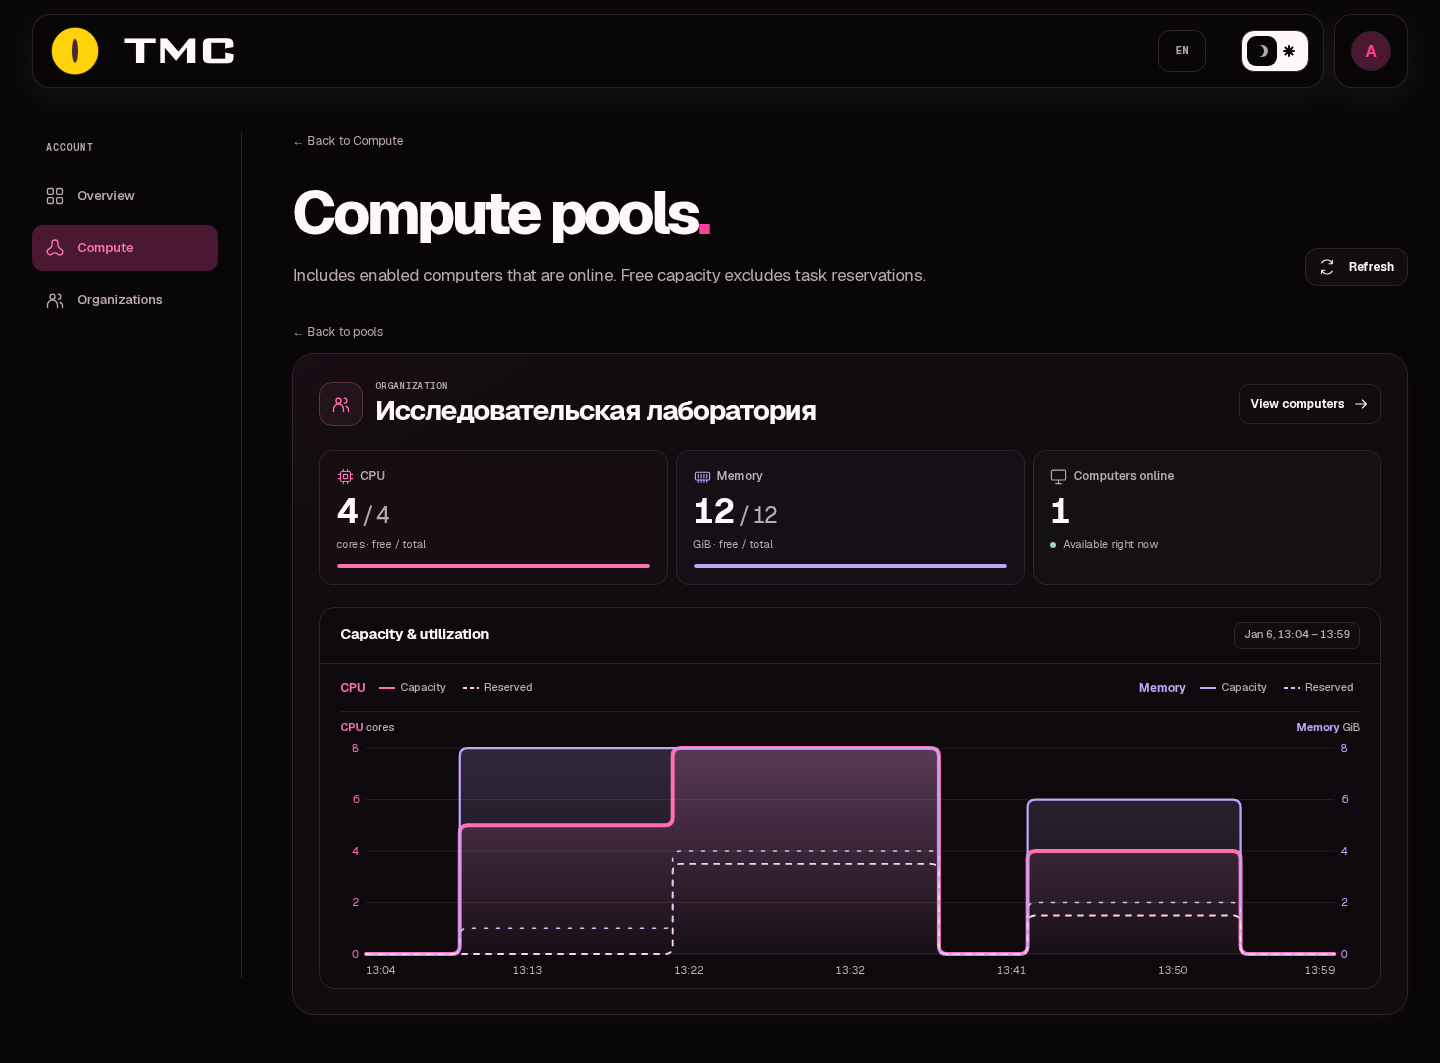 TMC
EN
A
ACCOUNT
Overview
Compute
Organizations
← Back to Compute
Compute pools.
Includes enabled computers that are online. Free capacity excludes task reservations.
Refresh
← Back to pools
ORGANIZATION
Исследовательская лаборатория
View computers →
CPU
4 / 4
cores · free / total
Memory
12 / 12
GiB · free / total
Computers online
1
Available right now
Capacity & utilization
Jan 6, 13:04 – 13:59
CPU Capacity Reserved
Memory Capacity Reserved
CPU cores
Memory GiB
8 8
6 6
4 4
2 2
0 0
13:04 13:13 13:22 13:32 13:41 13:50 13:59